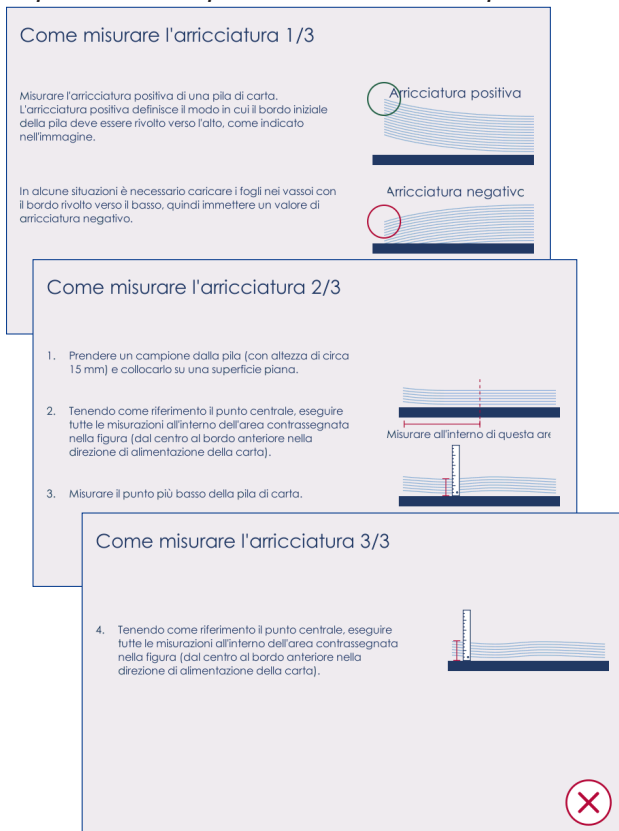 Come misurare l'arricciatura 1/3
Misurare l'arricciatura positiva di una pila di carta.
L'arricciatura positiva definisce il modo in cui il bordo iniziale
della pila deve essere rivolto verso l'alto, come indicato
nell'immagine.
Arricciatura positiva
In alcune situazioni è necessario caricare i fogli nei vassoi con
il bordo rivolto verso il basso, quindi immettere un valore di
arricciatura negativo.
Arricciatura negativ
Come misurare l'arricciatura 2/3
1. Prendere un campione dalla pila (con altezza di circa
15 mm) e collocarlo su una superficie piana.
2. Tenendo come riferimento il punto centrale, eseguire
tutte le misurazioni all'interno dell'area contrassegnata
nella figura (dal centro al bordo anteriore nella
direzione di alimentazione della carta).
Misurare all'interno di questa are
3. Misurare il punto più basso della pila di carta.
Come misurare l'arricciatura 3/3
4. Tenendo come riferimento il punto centrale, eseguire
tutte le misurazioni all'interno dell'area contrassegnata
nella figura (dal centro al bordo anteriore nella
direzione di alimentazione della carta).